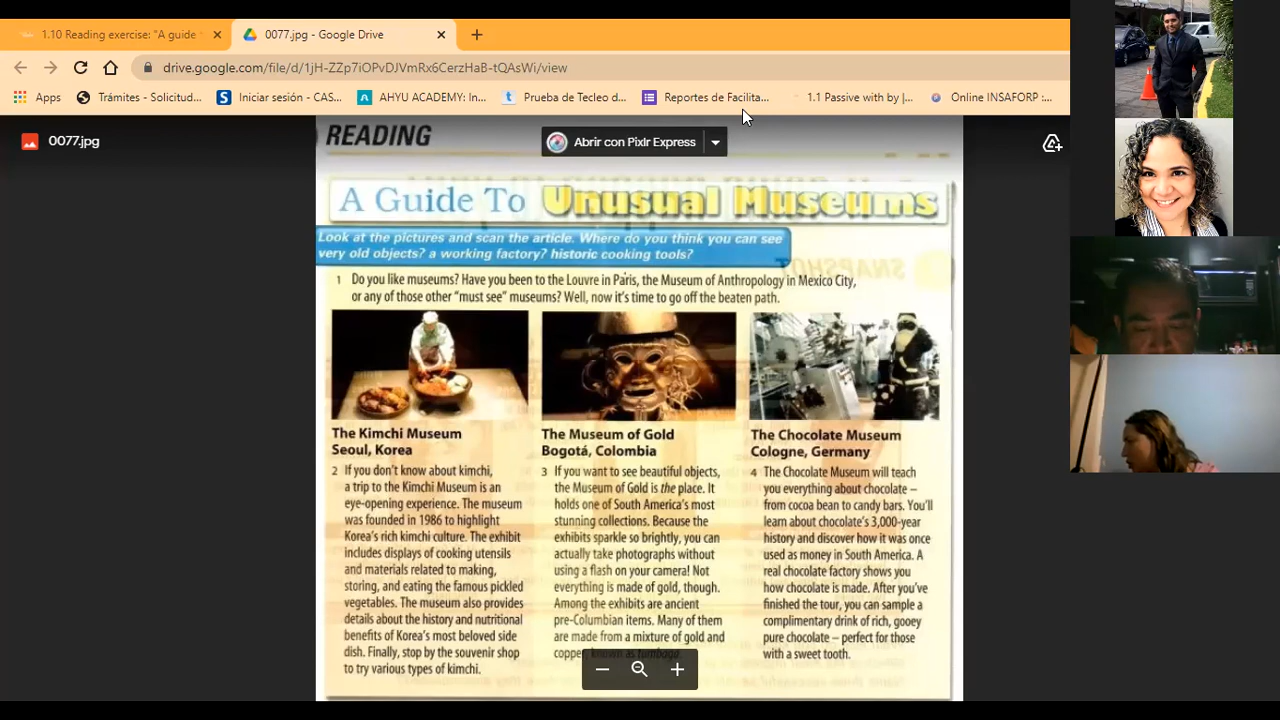 1.10 Reading exercise: "A guide
0077.jpg - Google Drive
drive.google.com/file/d/1jH-ZZp7iOPvDJVmRx6CerzHaB-tQAsWi/view
Apps
Trámites - Solicitud...
Iniciar sesión - CAS...
AHYU ACADEMY: In...
Prueba de Tecleo d...
Reportes de Facilita...
1.1 Passive with by |...
Online INSAFORP :...
0077.jpg
READING
Abrir con Pixlr Express
A Guide To Unusual Museums
Look at the pictures and scan the article. Where do you think you can see
very old objects? a working factory? historic cooking tools?
1 Do you like museums? Have you been to the Louvre in Paris, the Museum of Anthropology in Mexico City,
or any of those other "must see" museums? Well, now it's time to go off the beaten path.
The Kimchi Museum
Seoul, Korea
2 If you don't know about kimchi,
a trip to the Kimchi Museum is an
eye-opening experience. The museum
was founded in 1986 to highlight
Korea's rich kimchi culture. The exhibit
includes displays of cooking utensils
and materials related to making,
storing, and eating the famous pickled
vegetables. The museum also provides
details about the history and nutritional
benefits of Korea's most beloved side
dish. Finally, stop by the souvenir shop
to try various types of kimchi.
The Museum of Gold
Bogotá, Colombia
3 If you want to see beautiful objects,
the Museum of Gold is the place. It
holds one of South America's most
stunning collections. Because the
exhibits sparkle so brightly, you can
actually take photographs without
using a flash on your camera! Not
everything is made of gold, though.
Among the exhibits are ancient
pre-Columbian items. Many of them
are made from a mixture of gold and
copper, known as tumbaga.
The Chocolate Museum
Cologne, Germany
4 The Chocolate Museum will teach
you everything about chocolate –
from cocoa bean to candy bars. You'll
learn about chocolate's 3,000-year
history and discover how it was once
used as money in South America. A
real chocolate factory shows you
how chocolate is made. After you've
finished the tour, you can sample a
complimentary drink of rich, gooey
pure chocolate – perfect for those
with a sweet tooth.